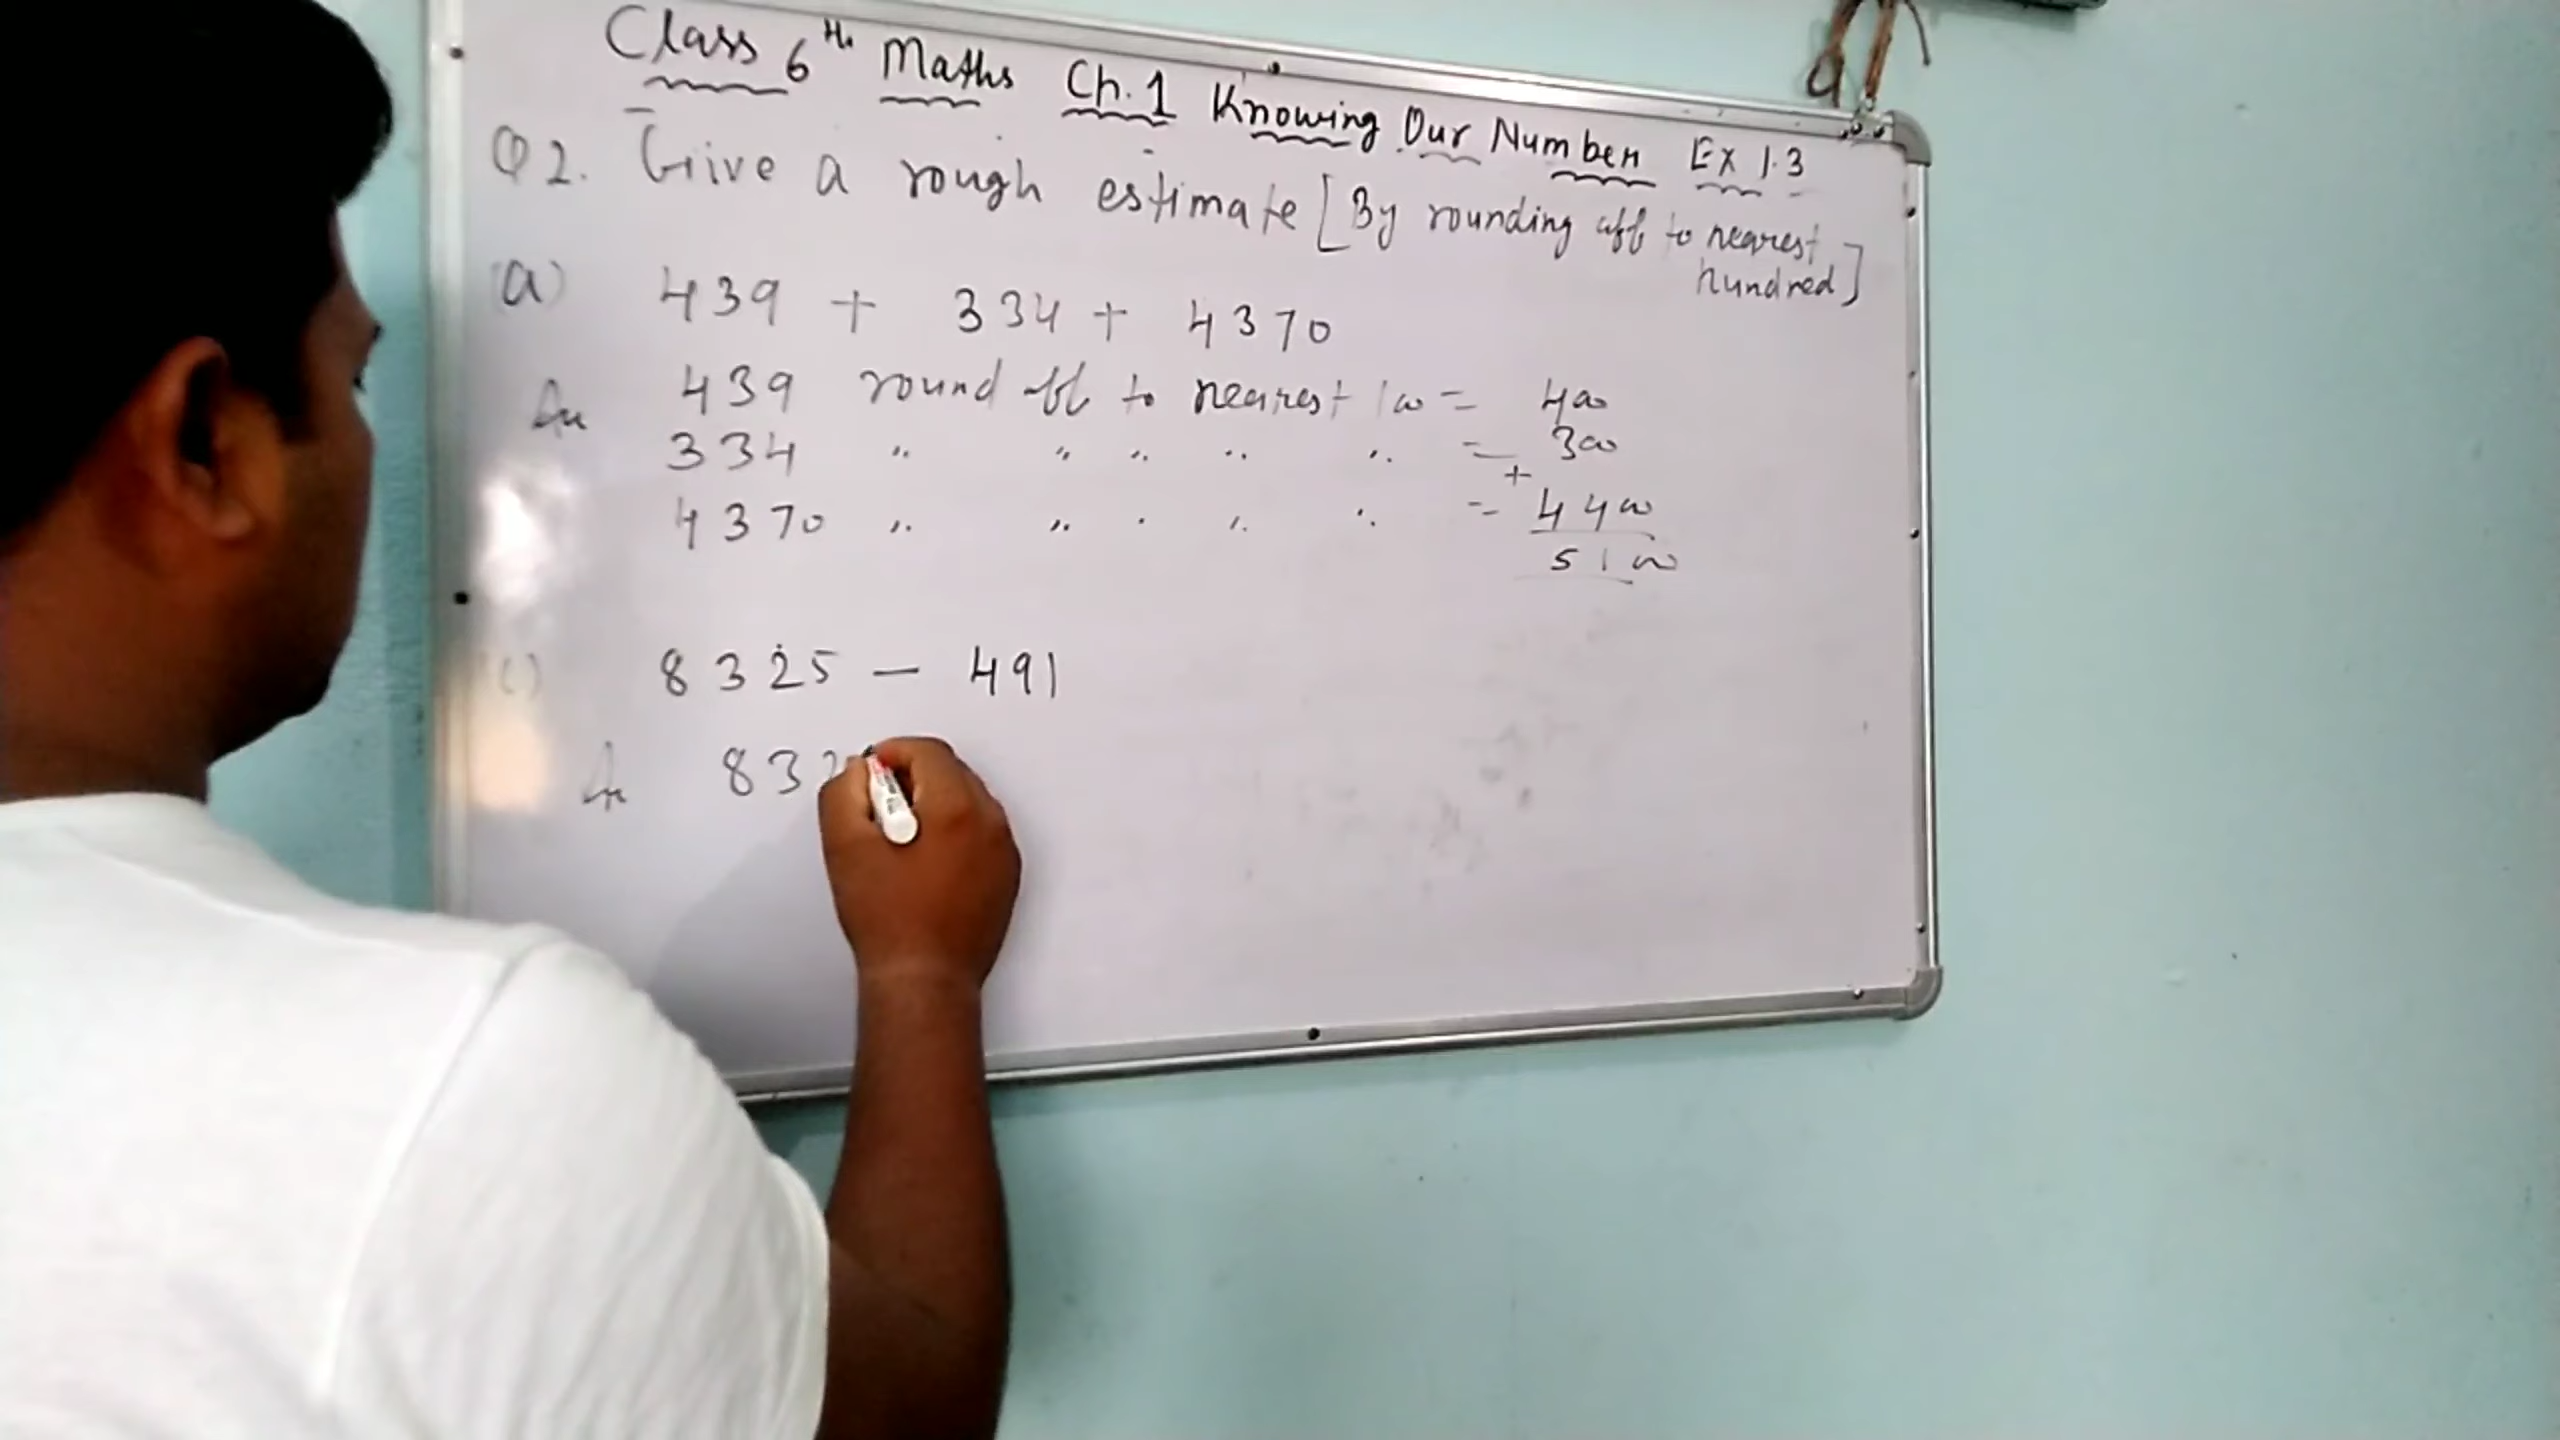 Class 6th Maths Ch.1 Knowing Our Number Ex 1.3
Q2. Give a rough estimate [By rounding off to nearest
hundred]
(a) 439 + 334 + 4370
An 439 round off to nearest 100 = 400
334 " " " " " = 300
+
4370 " " " " " = 4400
5100
(c) 8325 - 491
An 832